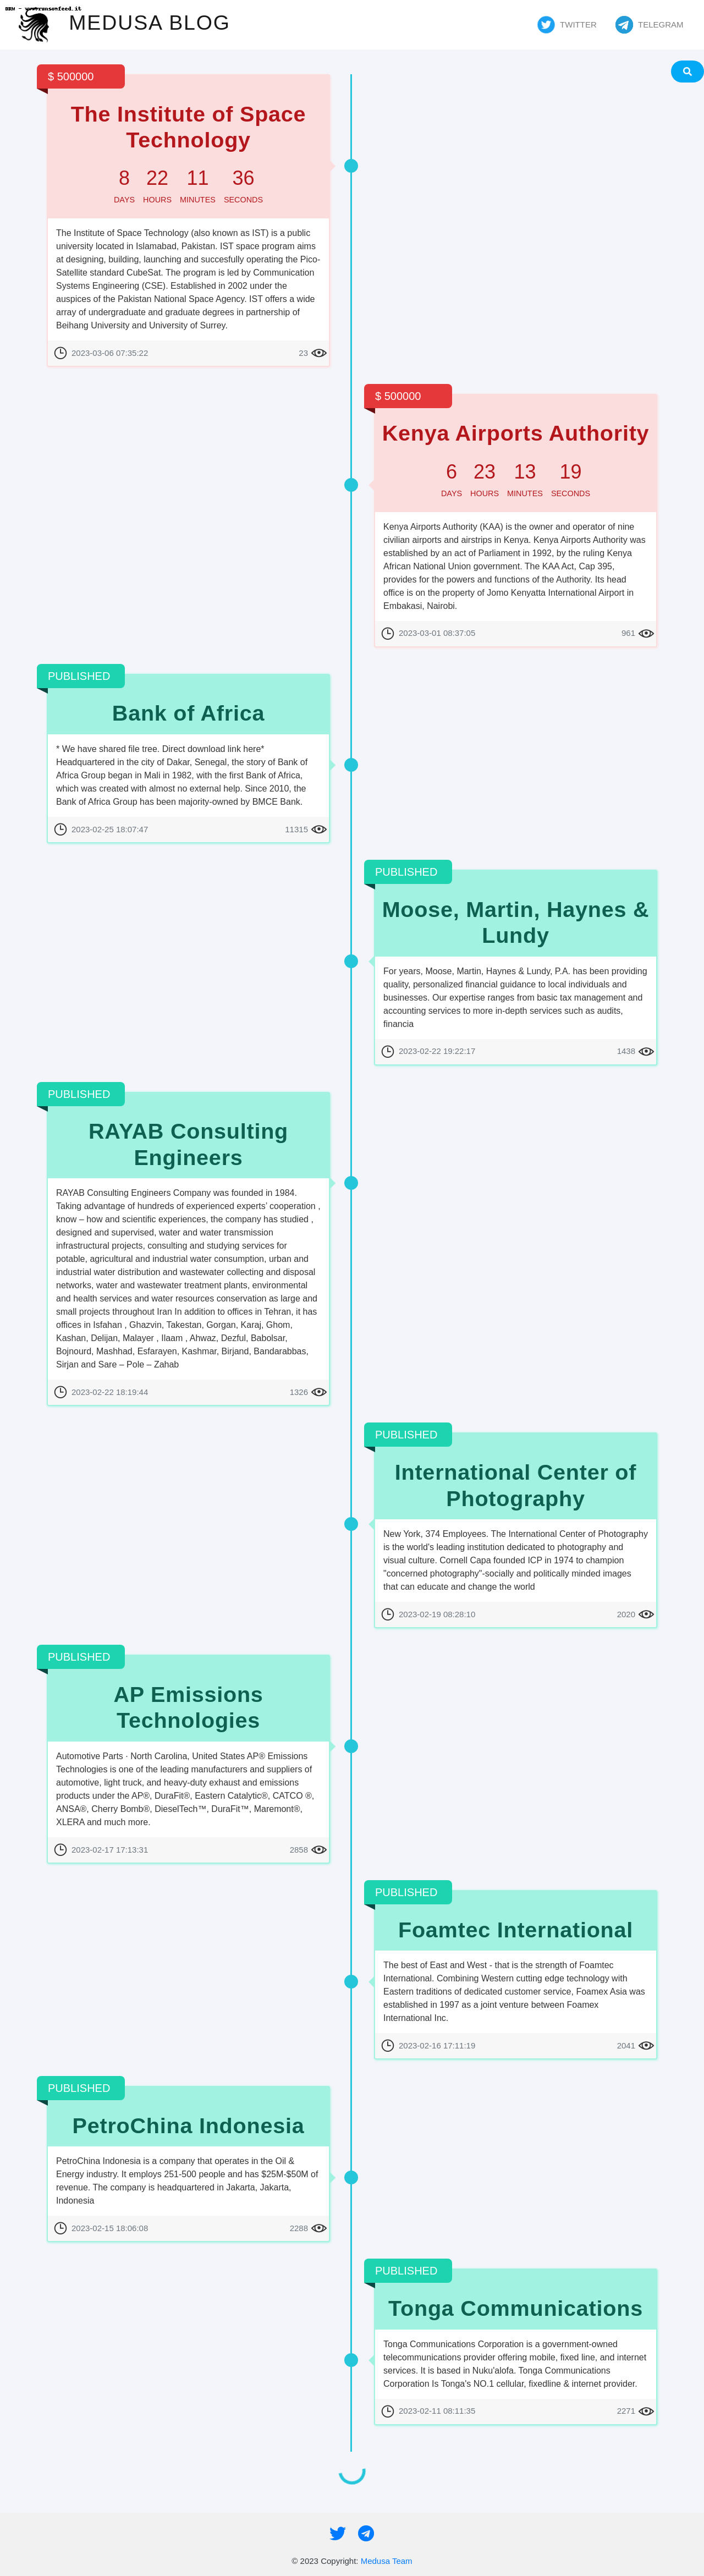 MEDUSA BLOG
TWITTER
TELEGRAM
$ 500000
The Institute of Space
Technology
8 22 11 36
DAYS HOURS MINUTES SECONDS
The Institute of Space Technology (also known as IST) is a public
university located in Islamabad, Pakistan. IST space program aims
at designing, building, launching and succesfully operating the Pico-
Satellite standard CubeSat. The program is led by Communication
Systems Engineering (CSE). Established in 2002 under the
auspices of the Pakistan National Space Agency. IST offers a wide
array of undergraduate and graduate degrees in partnership of
Beihang University and University of Surrey.
2023-03-06 07:35:22 23
$ 500000
Kenya Airports Authority
6 23 13 19
DAYS HOURS MINUTES SECONDS
Kenya Airports Authority (KAA) is the owner and operator of nine
civilian airports and airstrips in Kenya. Kenya Airports Authority was
established by an act of Parliament in 1992, by the ruling Kenya
African National Union government. The KAA Act, Cap 395,
provides for the powers and functions of the Authority. Its head
office is on the property of Jomo Kenyatta International Airport in
Embakasi, Nairobi.
2023-03-01 08:37:05 961
PUBLISHED
Bank of Africa
* We have shared file tree. Direct download link here*
Headquartered in the city of Dakar, Senegal, the story of Bank of
Africa Group began in Mali in 1982, with the first Bank of Africa,
which was created with almost no external help. Since 2010, the
Bank of Africa Group has been majority-owned by BMCE Bank.
2023-02-25 18:07:47 11315
PUBLISHED
Moose, Martin, Haynes &
Lundy
For years, Moose, Martin, Haynes & Lundy, P.A. has been providing
quality, personalized financial guidance to local individuals and
businesses. Our expertise ranges from basic tax management and
accounting services to more in-depth services such as audits,
financia
2023-02-22 19:22:17 1438
PUBLISHED
RAYAB Consulting
Engineers
RAYAB Consulting Engineers Company was founded in 1984.
Taking advantage of hundreds of experienced experts' cooperation ,
know – how and scientific experiences, the company has studied ,
designed and supervised, water and water transmission
infrastructural projects, consulting and studying services for
potable, agricultural and industrial water consumption, urban and
industrial water distribution and wastewater collecting and disposal
networks, water and wastewater treatment plants, environmental
and health services and water resources conservation as large and
small projects throughout Iran In addition to offices in Tehran, it has
offices in Isfahan , Ghazvin, Takestan, Gorgan, Karaj, Ghom,
Kashan, Delijan, Malayer , Ilaam , Ahwaz, Dezful, Babolsar,
Bojnourd, Mashhad, Esfarayen, Kashmar, Birjand, Bandarabbas,
Sirjan and Sare – Pole – Zahab
2023-02-22 18:19:44 1326
PUBLISHED
International Center of
Photography
New York, 374 Employees. The International Center of Photography
is the world's leading institution dedicated to photography and
visual culture. Cornell Capa founded ICP in 1974 to champion
"concerned photography"-socially and politically minded images
that can educate and change the world
2023-02-19 08:28:10 2020
PUBLISHED
AP Emissions
Technologies
Automotive Parts · North Carolina, United States AP® Emissions
Technologies is one of the leading manufacturers and suppliers of
automotive, light truck, and heavy-duty exhaust and emissions
products under the AP®, DuraFit®, Eastern Catalytic®, CATCO ®,
ANSA®, Cherry Bomb®, DieselTech™, DuraFit™, Maremont®,
XLERA and much more.
2023-02-17 17:13:31 2858
PUBLISHED
Foamtec International
The best of East and West - that is the strength of Foamtec
International. Combining Western cutting edge technology with
Eastern traditions of dedicated customer service, Foamex Asia was
established in 1997 as a joint venture between Foamex
International Inc.
2023-02-16 17:11:19 2041
PUBLISHED
PetroChina Indonesia
PetroChina Indonesia is a company that operates in the Oil &
Energy industry. It employs 251-500 people and has $25M-$50M of
revenue. The company is headquartered in Jakarta, Jakarta,
Indonesia
2023-02-15 18:06:08 2288
PUBLISHED
Tonga Communications
Tonga Communications Corporation is a government-owned
telecommunications provider offering mobile, fixed line, and internet
services. It is based in Nuku'alofa. Tonga Communications
Corporation Is Tonga's NO.1 cellular, fixedline & internet provider.
2023-02-11 08:11:35 2271
© 2023 Copyright: Medusa Team